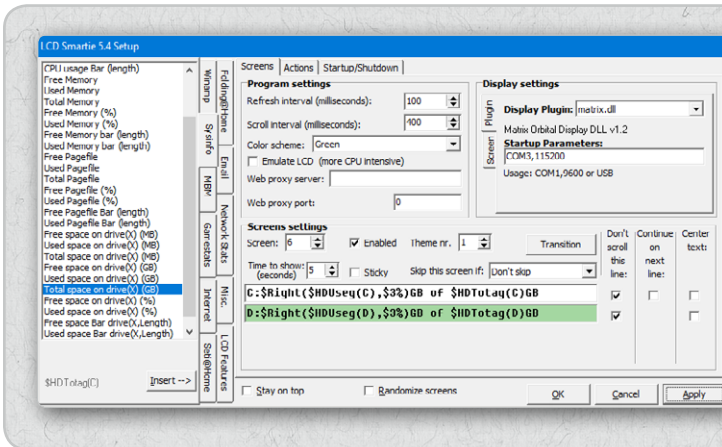 LCD Smartie 5.4 Setup
CPU usage Bar (length)
Free Memory
Used Memory
Total Memory
Free Memory (%)
Used Memory (%)
Free Memory bar (length)
Used Memory bar (length)
Free Pagefile
Used Pagefile
Total Pagefile
Free Pagefile (%)
Used Pagefile (%)
Free Pagefile Bar (length)
Used Pagefile Bar (length)
Free space on drive(X) (MB)
Used space on drive(X) (MB)
Total space on drive(X) (MB)
Free space on drive(X) (GB)
Used space on drive(X) (GB)
Total space on drive(X) (GB)
Free space on drive(X) (%)
Used space on drive(X) (%)
Free space Bar drive(X,Length)
Used space Bar drive(X,Length)
$HDTotag(C)
Insert -->
Winamp
Sysinfo
MBM
Gamestats
Internet
Seti@Home
Folding@Home
Email
Network Stats
Misc.
LCD Features
Screens
Actions
Startup/Shutdown
Program settings
Refresh interval (milliseconds):
100
Scroll interval (milliseconds):
400
Color scheme:
Green
Emulate LCD (more CPU intensive)
Web proxy server:
Web proxy port:
0
Display settings
Plugin
Screen
Display Plugin:
matrix.dll
Matrix Orbital Display DLL v1.2
Startup Parameters:
COM3,115200
Usage: COM1,9600 or USB
Screens settings
Screen:
6
Enabled
Theme nr.
1
Transition
Time to show:
(seconds)
5
Sticky
Skip this screen if:
Don't skip
Don't
scroll
this
line:
Continue
on
next
line:
Center
text:
C:$Right($HDUseg(C),$3%)GB of $HDTotag(C)GB
D:$Right($HDUseg(D),$3%)GB of $HDTotag(D)GB
Stay on top
Randomize screens
OK
Cancel
Apply